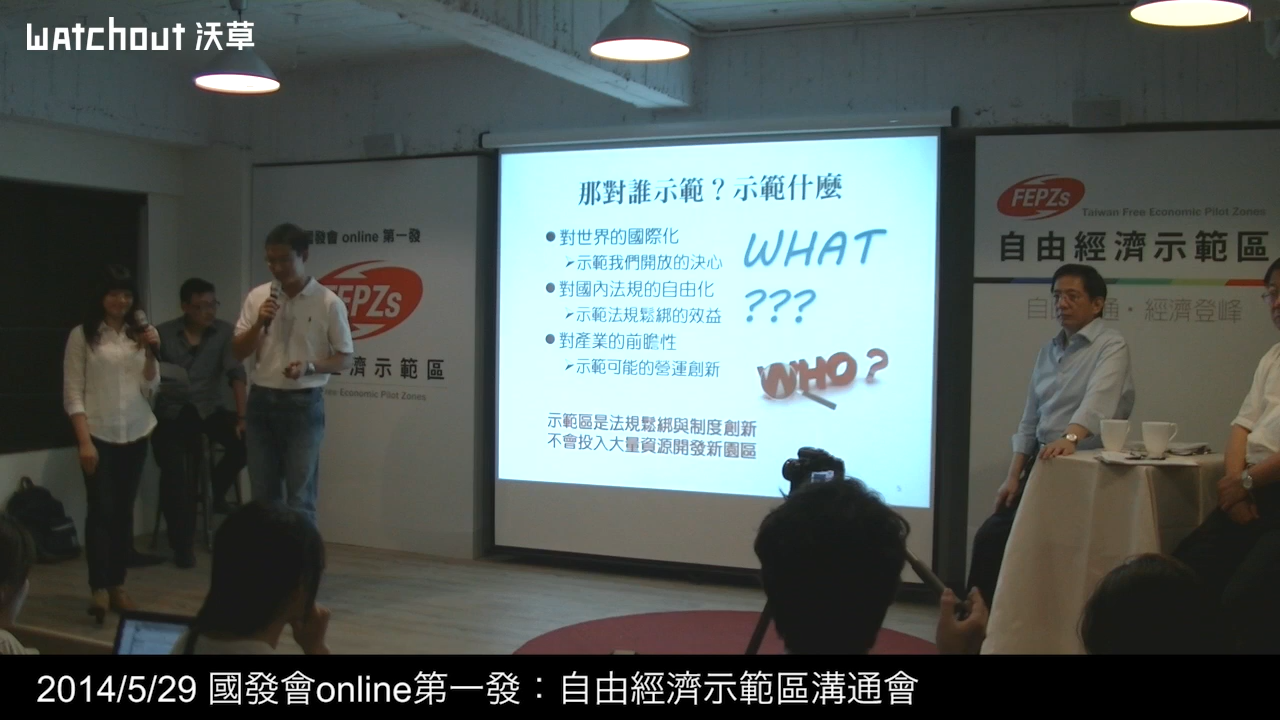 watchout 沃草
發會 online 第一發
FEPZs
濟示範區
Free Economic Pilot Zones
那對誰示範？示範什麼
●對世界的國際化
➢示範我們開放的決心
●對國內法規的自由化
➢示範法規鬆綁的效益
●對產業的前瞻性
➢示範可能的營運創新
WHAT
???
WHO?
示範區是法規鬆綁與制度創新
不會投入大量資源開發新園區
FEPZs
Taiwan Free Economic Pilot Zones
自由經濟示範區
通・經濟登峰
2014/5/29 國發會online第一發：自由經濟示範區溝通會